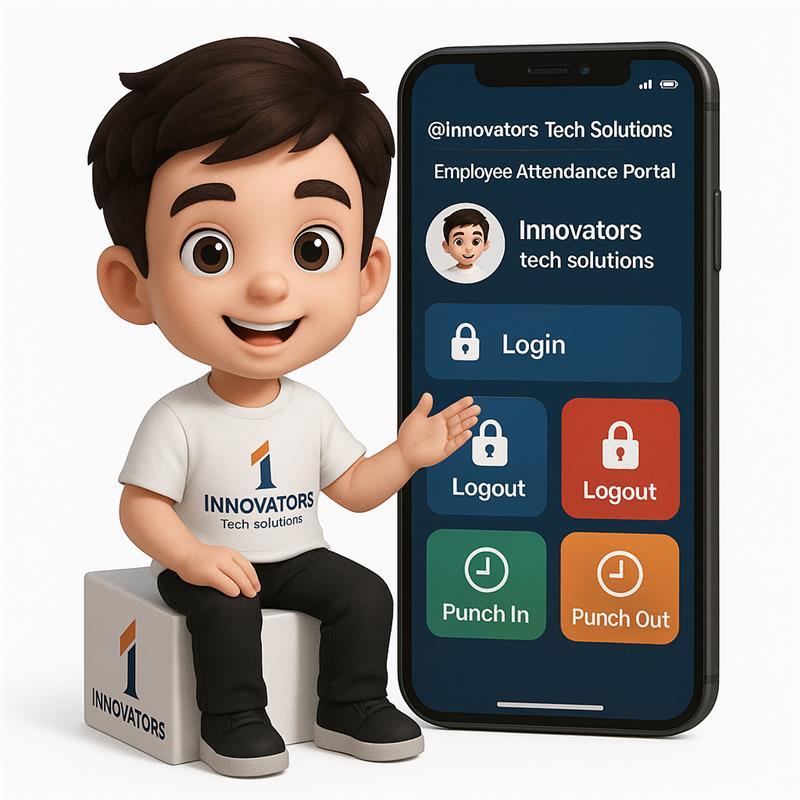 @innovators Tech Solutions
Employee Attendance Portal
Innovators
tech solutions
Login
Logout
Logout
Punch In
Punch Out
1
INNOVATORS
Tech solutions
1
INNOVATORS